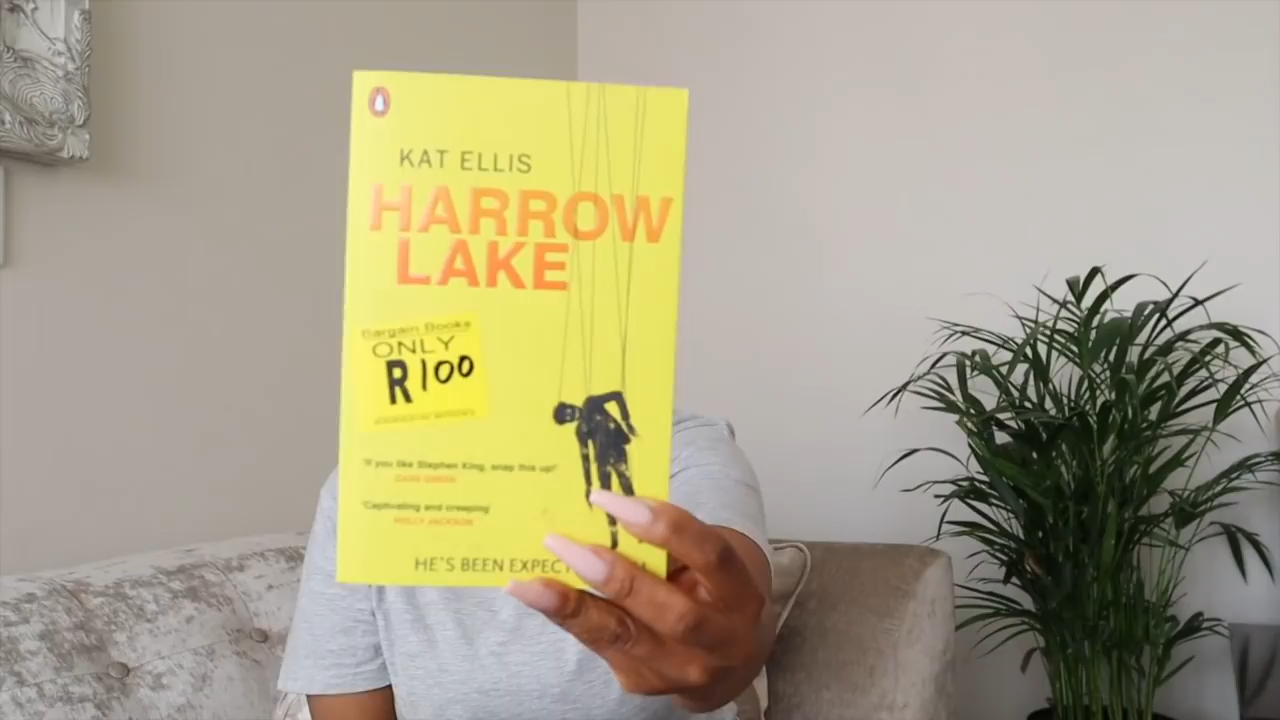 KAT ELLIS
HARROW
LAKE
Bargain Books
ONLY
R100
'If you like Stephen King, snap this up!'
'Captivating and creeping'
HE'S BEEN EXPECT